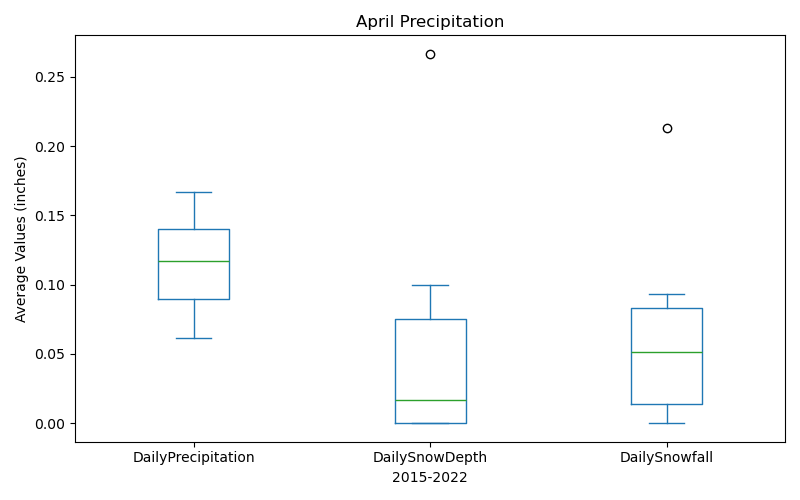 April Precipitation
Average Values (inches)
0.25
0.20
0.15
0.10
0.05
0.00
DailyPrecipitation
DailySnowDepth
DailySnowfall
2015-2022